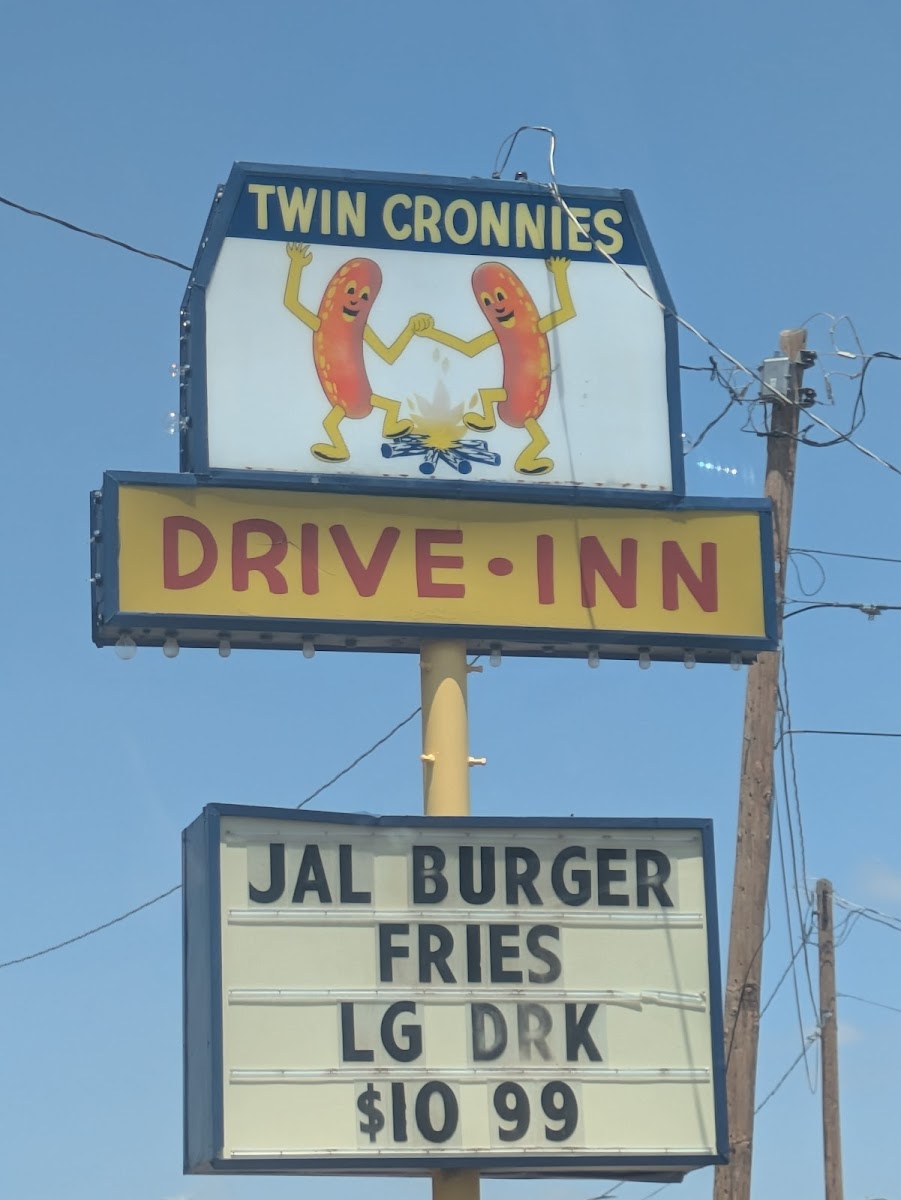 TWIN CRONNIES
DRIVE·INN
JAL BURGER
FRIES
LG DRK
$10 99